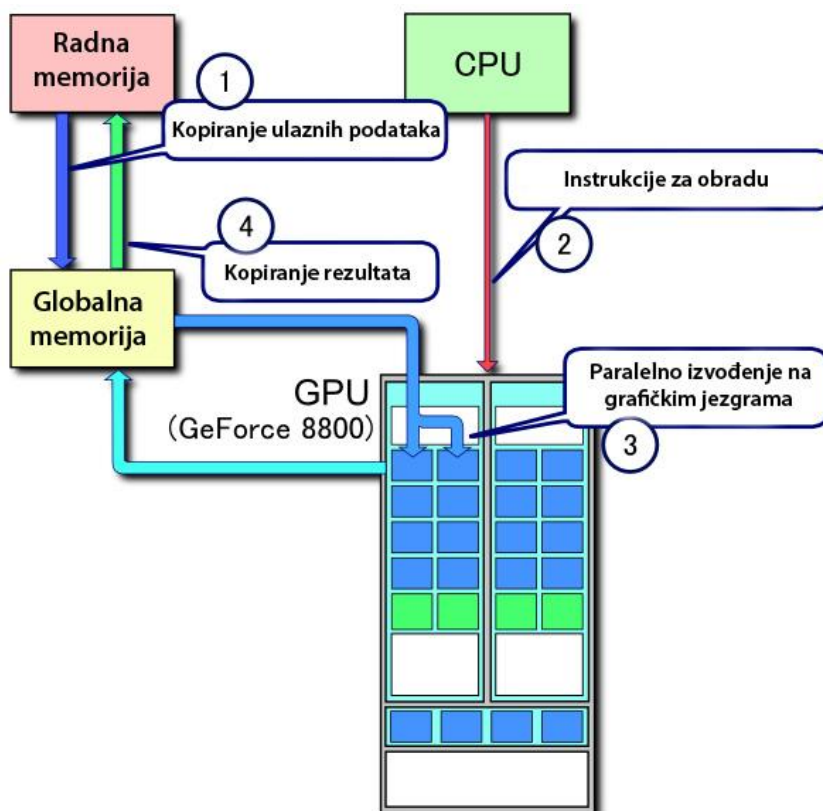 Radna
memorija
CPU
1
Kopiranje ulaznih podataka
Instrukcije za obradu
2
4
Kopiranje rezultata
Globalna
memorija
GPU
(GeForce 8800)
Paralelno izvođenje na
grafičkim jezgrama
3